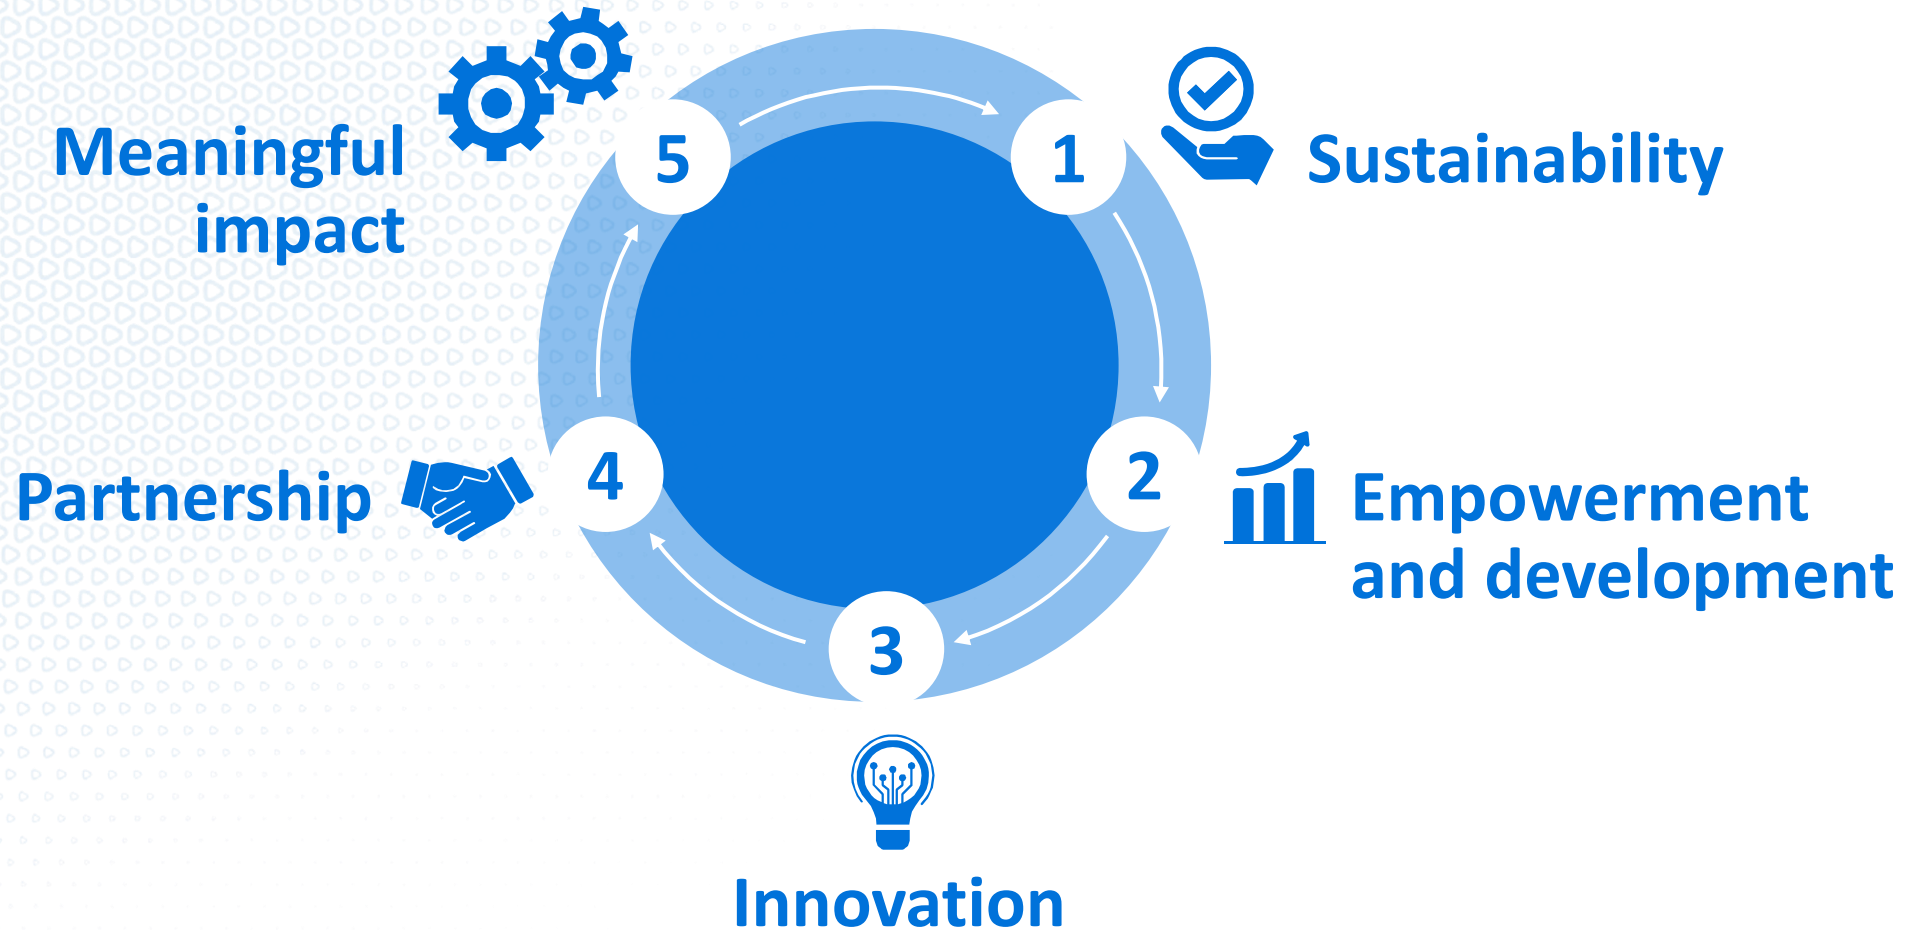 1
Sustainability
2
Empowerment
and development
3
Innovation
4
Partnership
5
Meaningful
impact